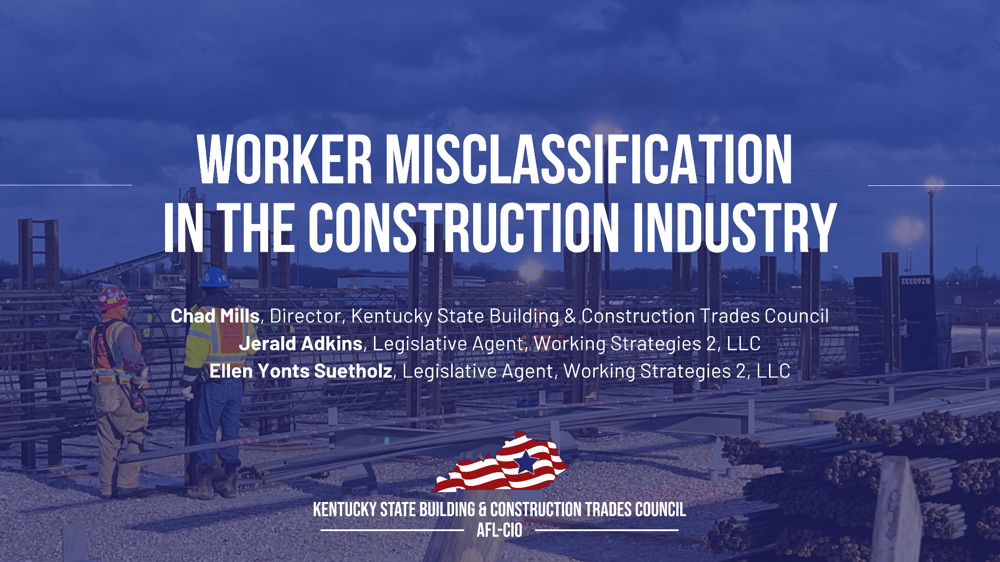 WORKER MISCLASSIFICATION
IN THE CONSTRUCTION INDUSTRY
Chad Mills, Director, Kentucky State Building & Construction Trades Council
Jerald Adkins, Legislative Agent, Working Strategies 2, LLC
Ellen Yonts Suetholz, Legislative Agent, Working Strategies 2, LLC
BZ60332
KENTUCKY STATE BUILDING & CONSTRUCTION TRADES COUNCIL
AFL-CIO